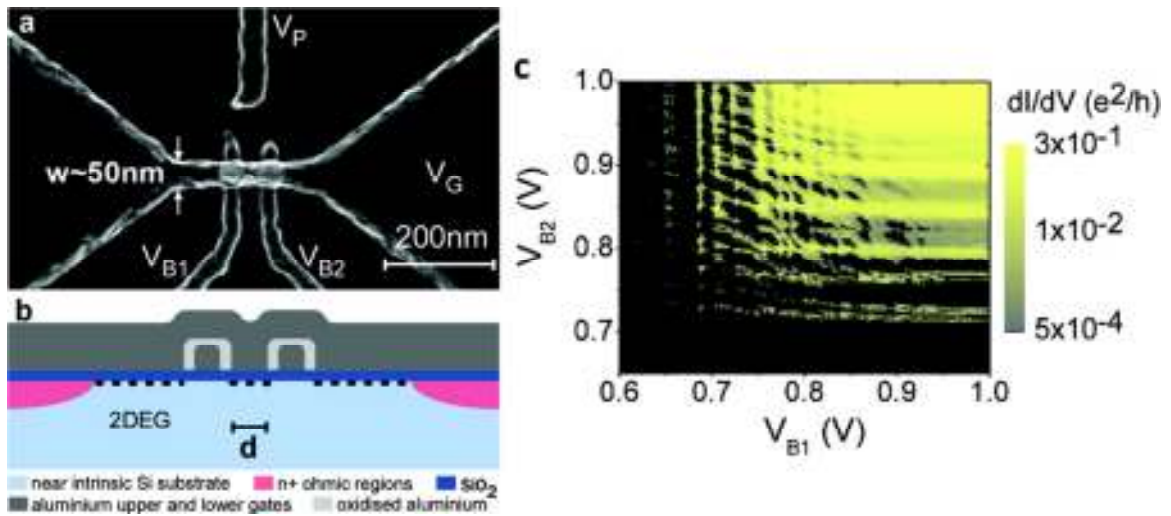 a
V_P
w~50nm
V_G
200nm
V_B1
V_B2
b
2DEG
d
near intrinsic Si substrate
n+ ohmic regions
SiO₂
aluminium upper and lower gates
oxidised aluminium
c
dI/dV (e²/h)
3x10⁻¹
1x10⁻²
5x10⁻⁴
V_B2 (V)
1.0
0.9
0.8
0.7
0.6 0.7 0.8 0.9 1.0
V_B1 (V)